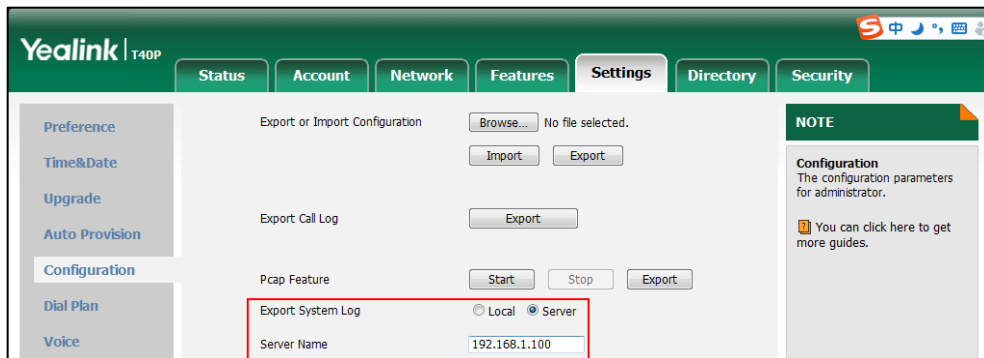 中
Yealink | T40P
Status Account Network Features Settings Directory Security
Preference
Time&Date
Upgrade
Auto Provision
Configuration
Dial Plan
Voice
Export or Import Configuration Browse... No file selected.
Import Export
Export Call Log Export
Pcap Feature Start Stop Export
Export System Log Local Server
Server Name 192.168.1.100
NOTE
Configuration
The configuration parameters
for administrator.
You can click here to get
more guides.